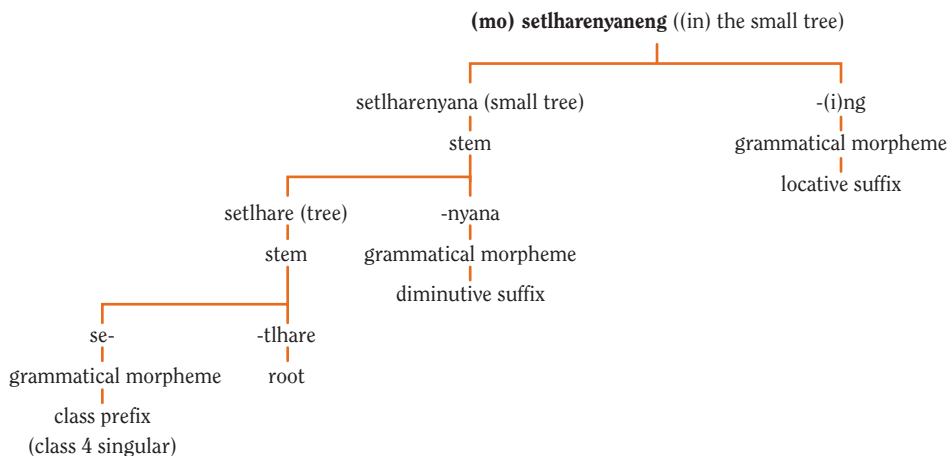 (mo) setlharenyaneng ((in) the small tree)
setlharenyana (small tree) -(i)ng
stem grammatical morpheme
locative suffix
setlhare (tree) -nyana
stem grammatical morpheme
diminutive suffix
se- -tlhare
grammatical morpheme root
class prefix
(class 4 singular)